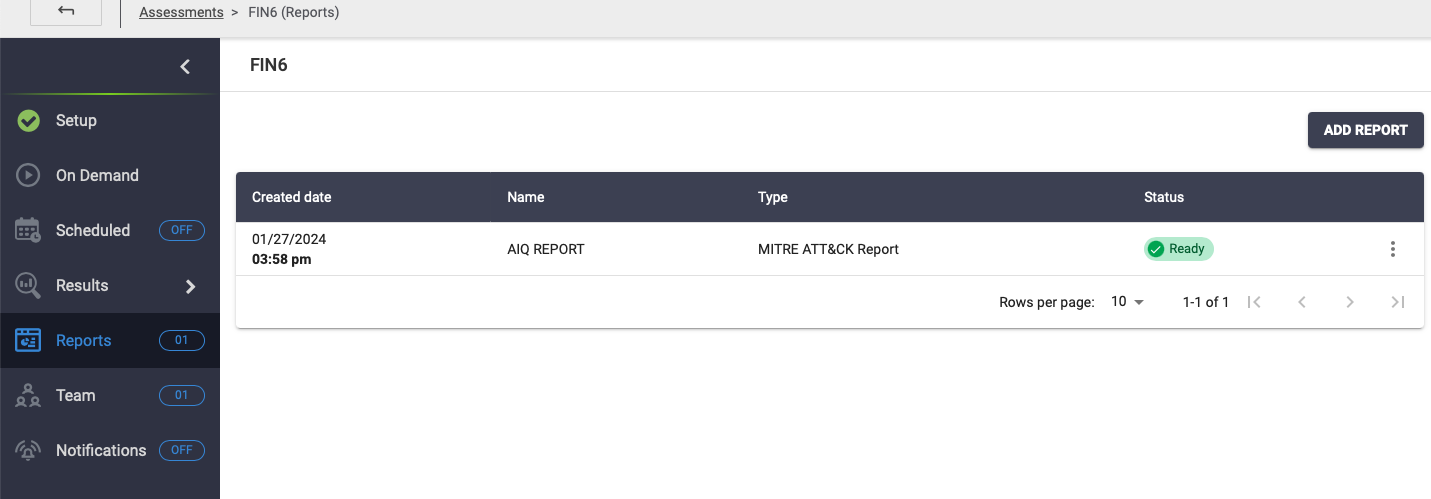 Assessments > FIN6 (Reports)
FIN6
Setup
On Demand
Scheduled OFF
Results
Reports 01
Team 01
Notifications OFF
ADD REPORT
Created date Name Type Status
01/27/2024
03:58 pm
AIQ REPORT MITRE ATT&CK Report Ready
Rows per page: 10 1-1 of 1